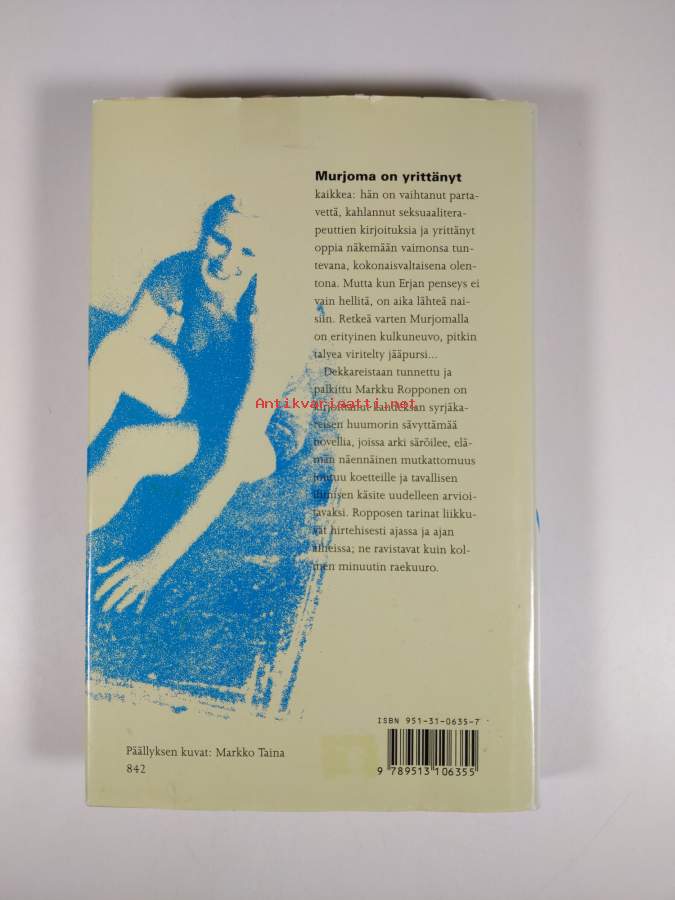 Murjoma on yrittänyt
kaikkea: hän on vaihtanut parta-
vettä, kahlannut seksuaalitera-
peuttien kirjoituksia ja yrittänyt
oppia näkemään vaimonsa tun-
tevana, kokonaisvaltaisena olen-
tona. Mutta kun Erjan penseys ei
vain hellitä, on aika lähteä nai-
siin. Retkeä varten Murjomalla
on erityinen kulkuneuvo, pitkin
talvea viritelty jääpursi...
Dekkareistaan tunnettu ja
palkittu Markku Ropponen on
Antikvariaatti.net
kirjoittanut kahdeksan syrjäka-
reisen huumorin sävyttämää
novellia, joissa arki säröilee, elä-
män näennäinen mutkattomuus
joutuu koetteille ja tavallisen
ihmisen käsite uudelleen arvioi-
tavaksi. Ropposen tarinat liikku-
vat hirtehisesti ajassa ja ajan
aiheissa; ne ravistavat kuin kol-
men minuutin raekuuro.
ISBN 951-31-0635-7
9 789513 106355
Päällyksen kuvat: Markko Taina
842